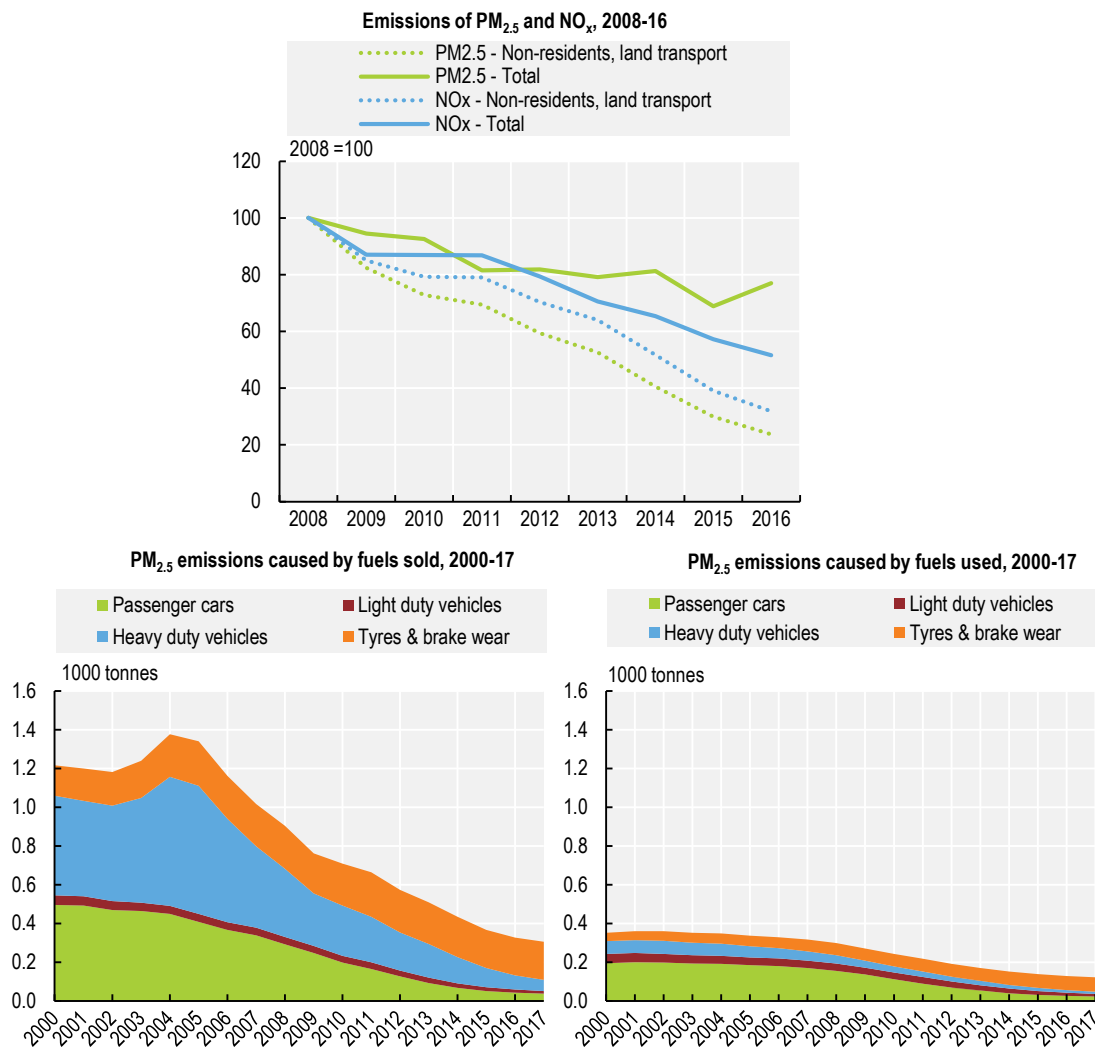 Emissions of PM2.5 and NOx, 2008-16
PM2.5 - Non-residents, land transport
PM2.5 - Total
NOx - Non-residents, land transport
NOx - Total
2008 =100
120
100
80
60
40
20
0
2008 2009 2010 2011 2012 2013 2014 2015 2016
PM2.5 emissions caused by fuels sold, 2000-17
Passenger cars Light duty vehicles
Heavy duty vehicles Tyres & brake wear
1000 tonnes
1.6
1.4
1.2
1.0
0.8
0.6
0.4
0.2
0.0
2000 2001 2002 2003 2004 2005 2006 2007 2008 2009 2010 2011 2012 2013 2014 2015 2016 2017
PM2.5 emissions caused by fuels used, 2000-17
Passenger cars Light duty vehicles
Heavy duty vehicles Tyres & brake wear
1000 tonnes
1.6
1.4
1.2
1.0
0.8
0.6
0.4
0.2
0.0
2000 2001 2002 2003 2004 2005 2006 2007 2008 2009 2010 2011 2012 2013 2014 2015 2016 2017